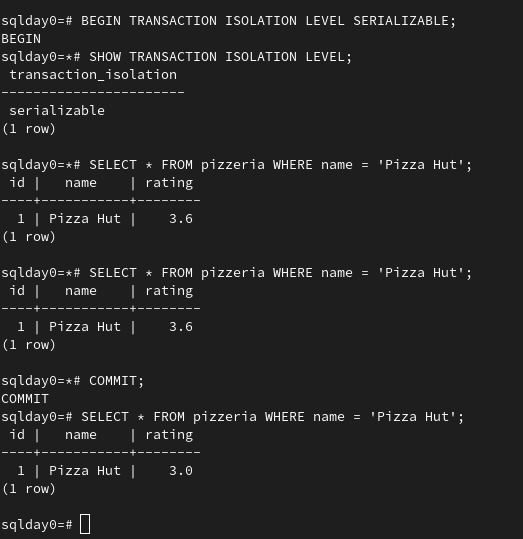 sqlday0=# BEGIN TRANSACTION ISOLATION LEVEL SERIALIZABLE;
BEGIN
sqlday0=*# SHOW TRANSACTION ISOLATION LEVEL;
 transaction_isolation
-----------------------
 serializable
(1 row)

sqlday0=*# SELECT * FROM pizzeria WHERE name = 'Pizza Hut';
 id |   name    | rating
----+-----------+--------
  1 | Pizza Hut |    3.6
(1 row)

sqlday0=*# SELECT * FROM pizzeria WHERE name = 'Pizza Hut';
 id |   name    | rating
----+-----------+--------
  1 | Pizza Hut |    3.6
(1 row)

sqlday0=*# COMMIT;
COMMIT
sqlday0=# SELECT * FROM pizzeria WHERE name = 'Pizza Hut';
 id |   name    | rating
----+-----------+--------
  1 | Pizza Hut |    3.0
(1 row)

sqlday0=#